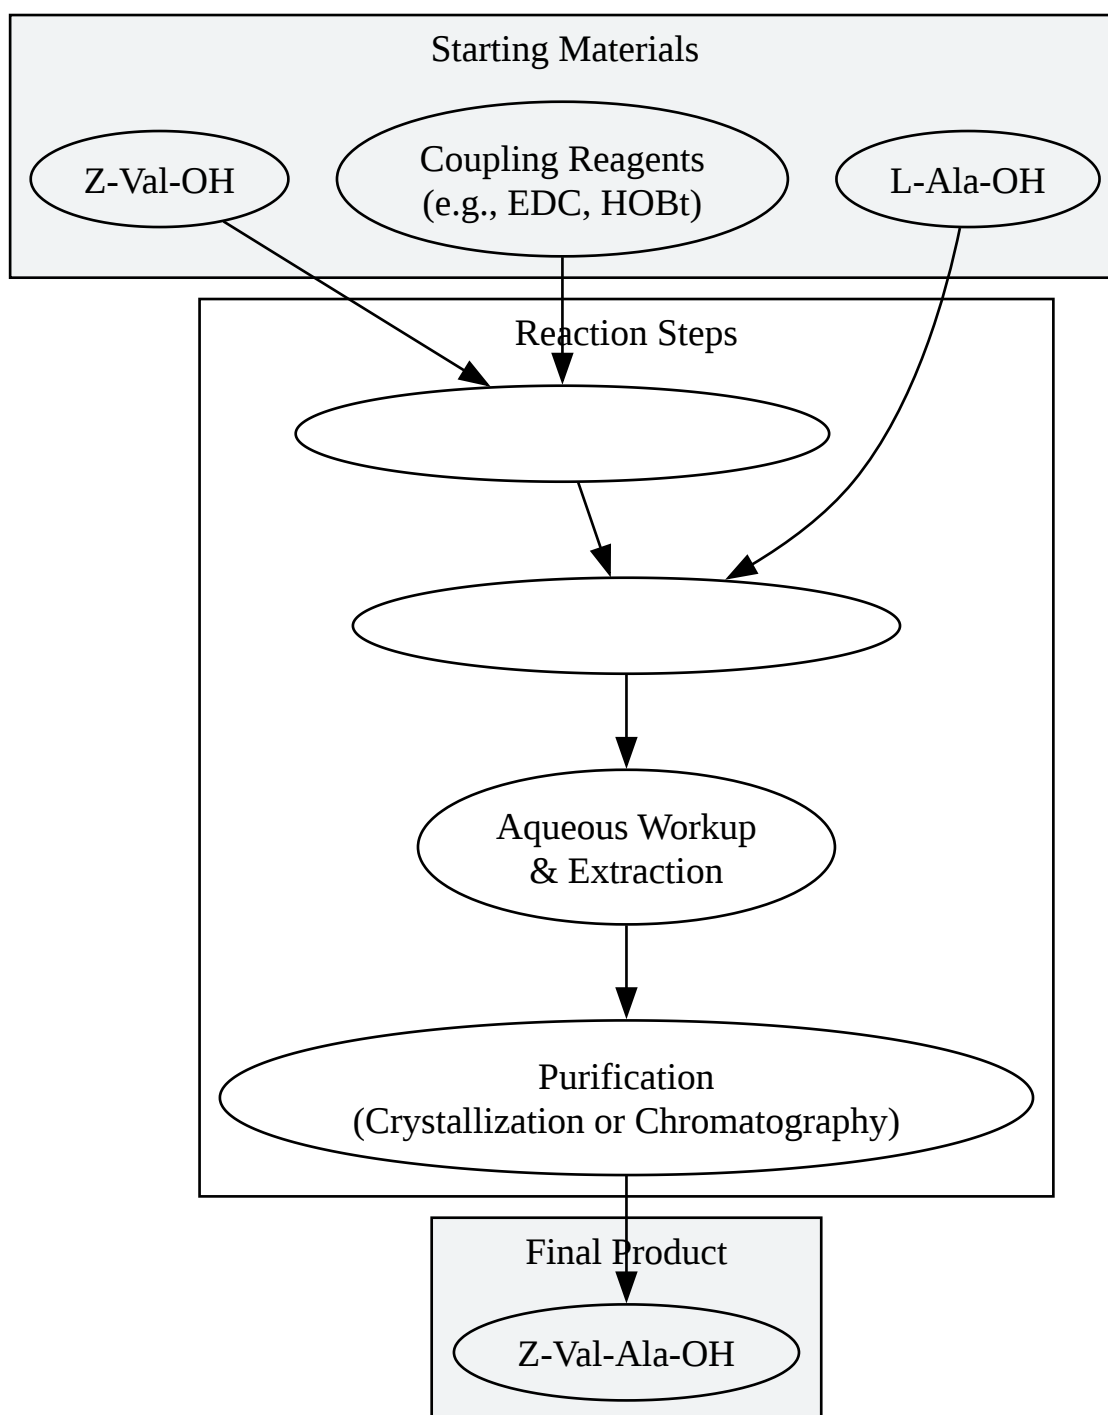 Starting Materials
Z-Val-OH
Coupling Reagents
(e.g., EDC, HOBt)
L-Ala-OH
Reaction Steps
Aqueous Workup
& Extraction
Purification
(Crystallization or Chromatography)
Final Product
Z-Val-Ala-OH